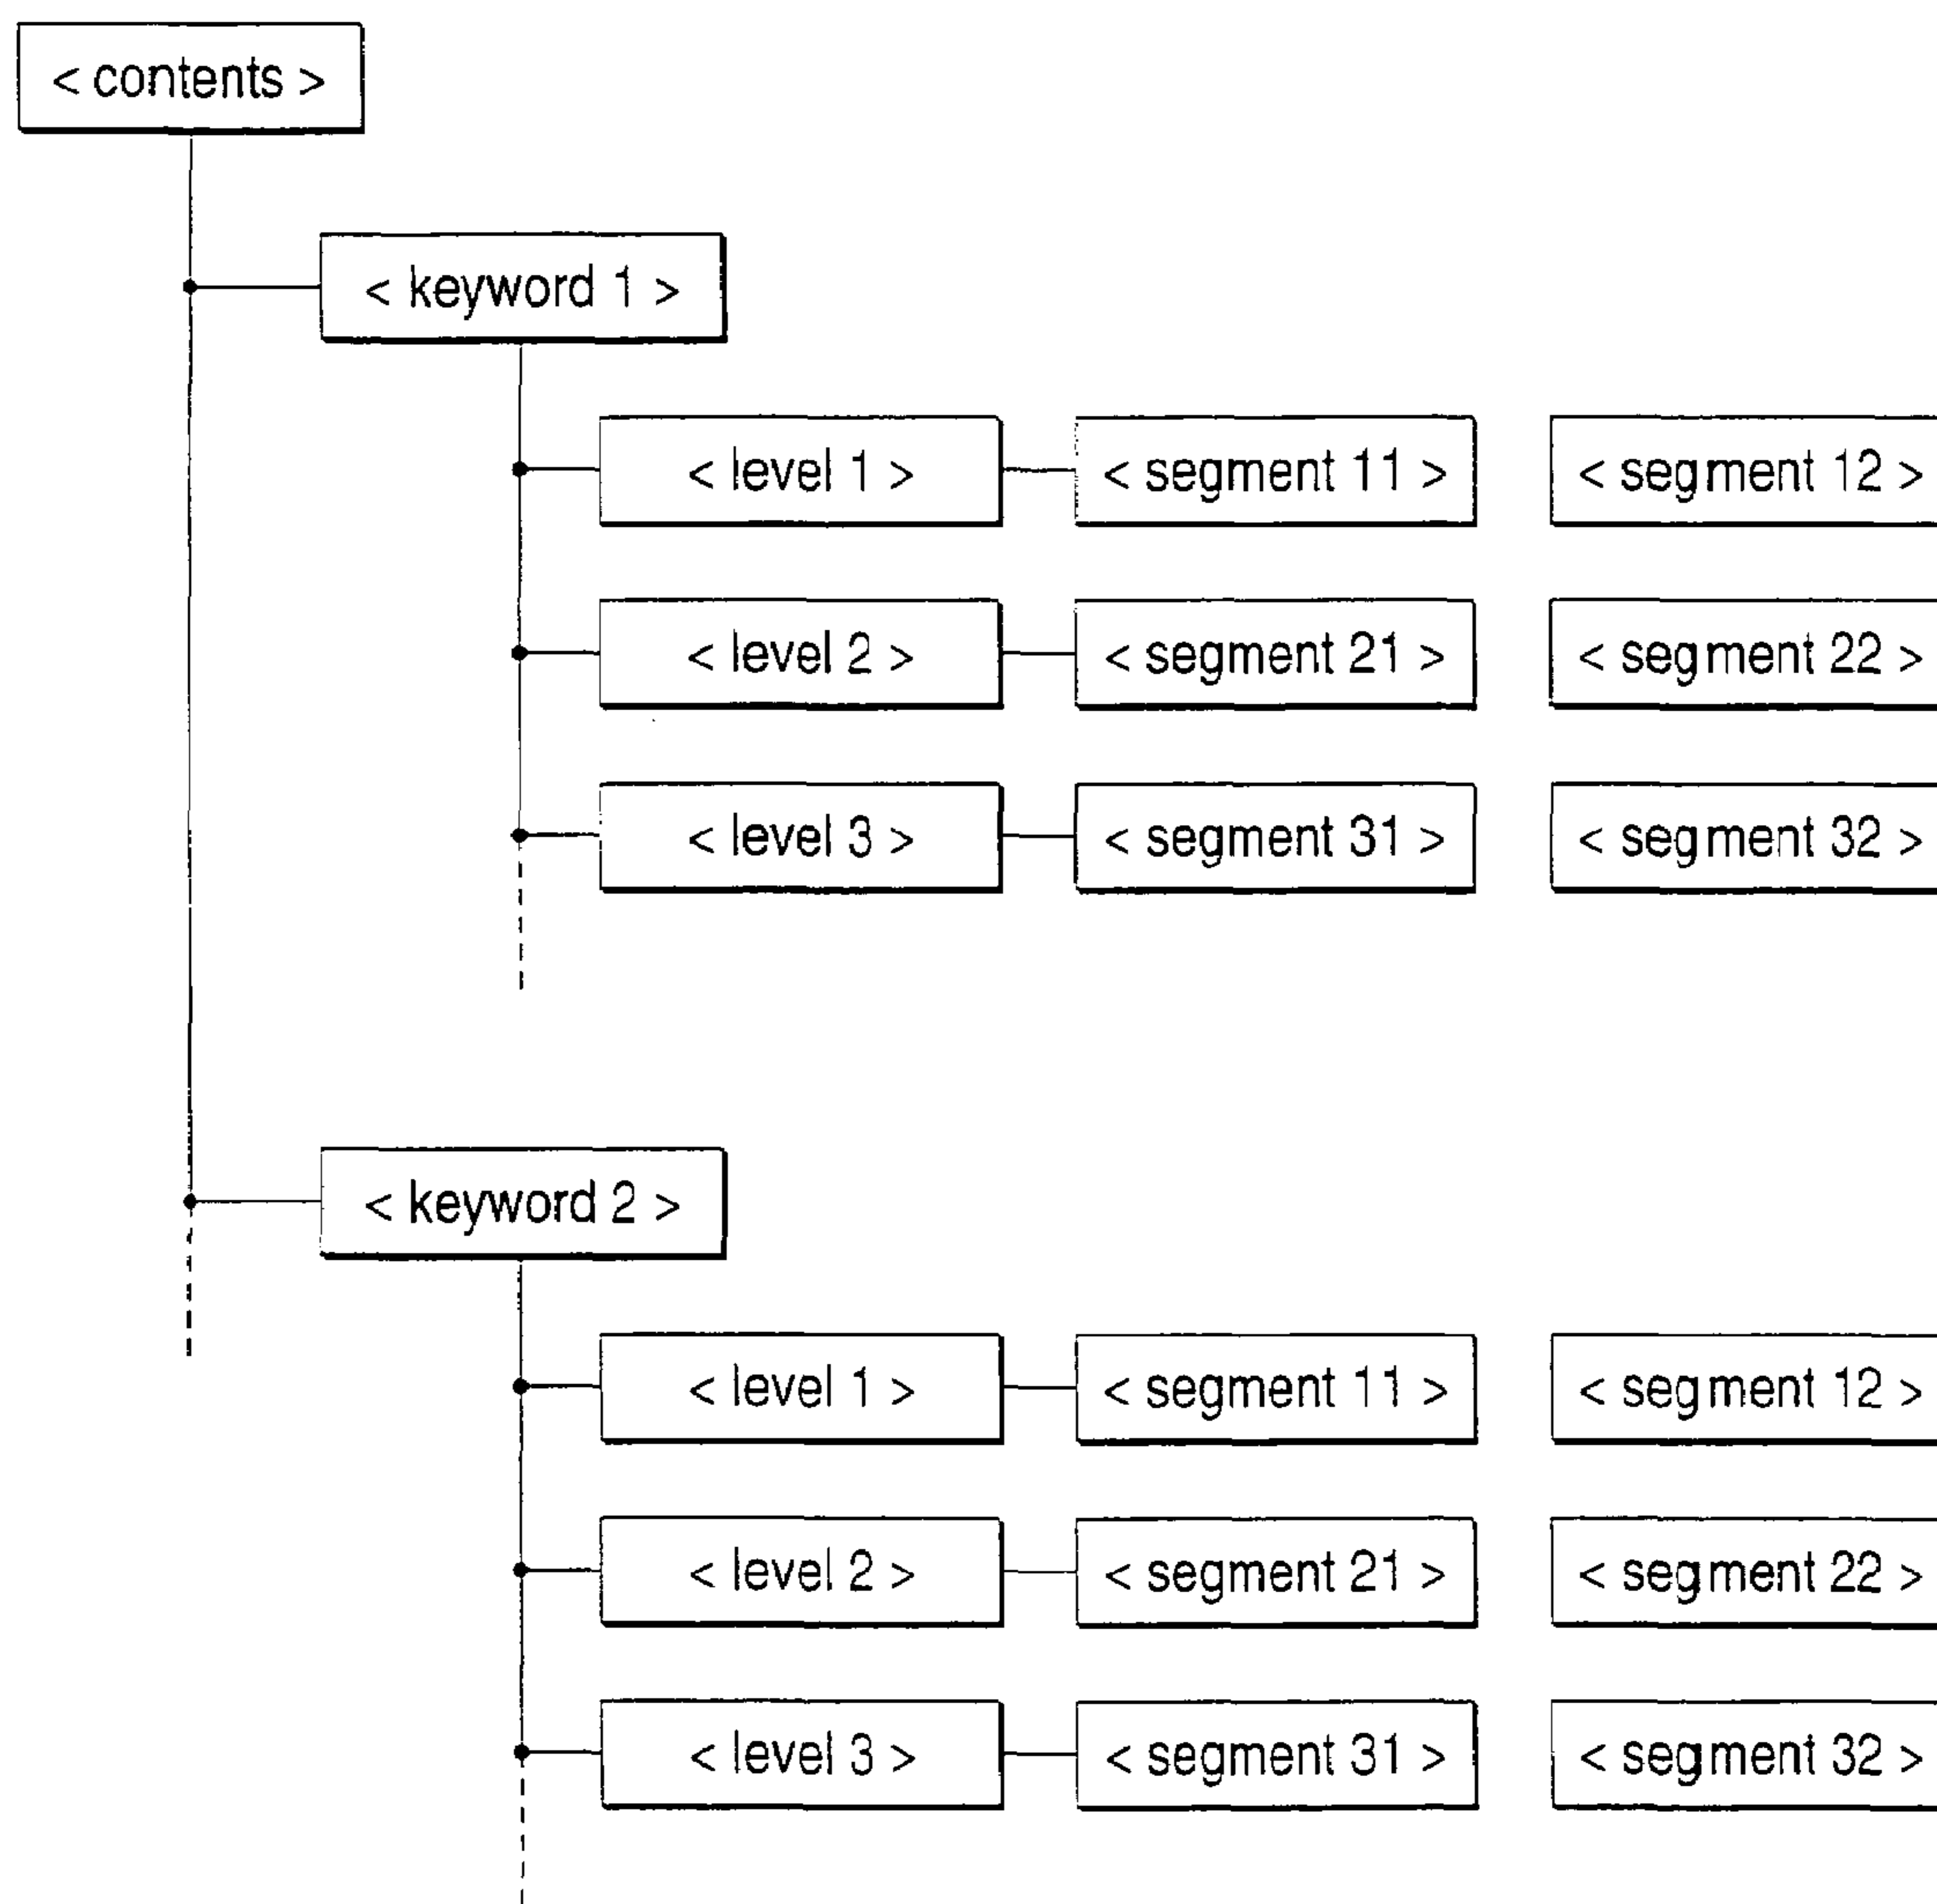 < contents >
< keyword 1 >
< level 1 > < segment 11 > < segment 12 >
< level 2 > < segment 21 > < segment 22 >
< level 3 > < segment 31 > < segment 32 >
< keyword 2 >
< level 1 > < segment 11 > < segment 12 >
< level 2 > < segment 21 > < segment 22 >
< level 3 > < segment 31 > < segment 32 >